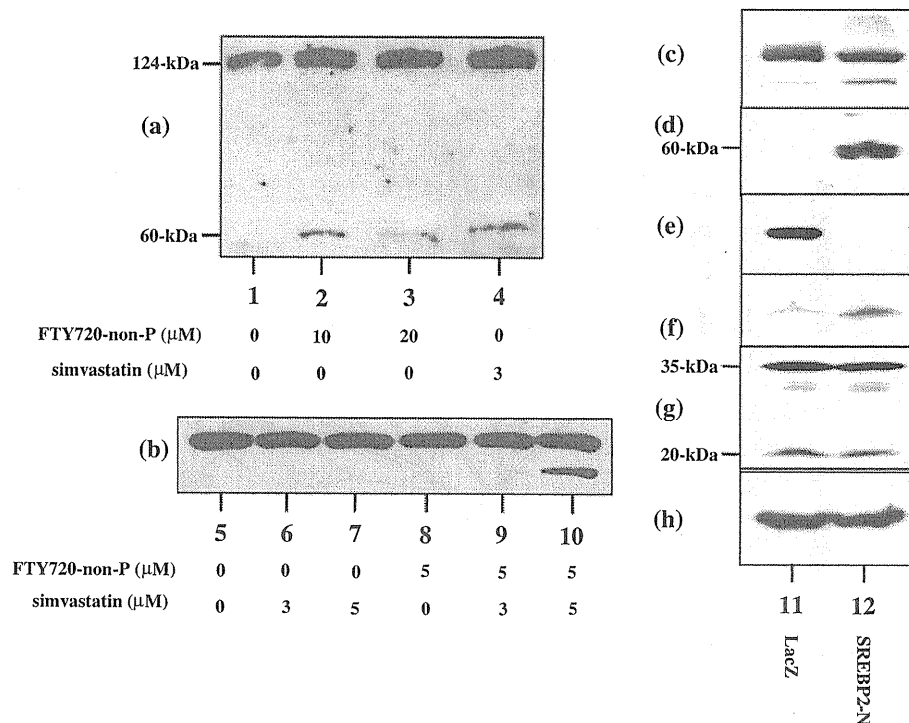 124-kDa
(a)
60-kDa
1 2 3 4
FTY720-non-P (μM) 0 10 20 0
simvastatin (μM) 0 0 0 3
(b)
5 6 7 8 9 10
FTY720-non-P (μM) 0 0 0 5 5 5
simvastatin (μM) 0 3 5 0 3 5
(c)
(d)
60-kDa
(e)
(f)
35-kDa
(g)
20-kDa
(h)
11 12
LacZ
SREBP2-N